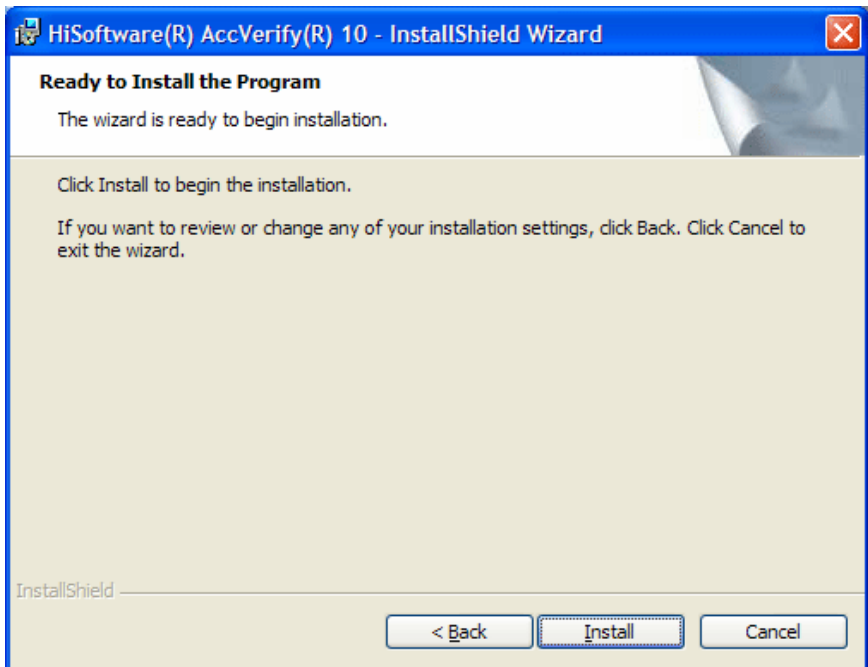 HiSoftware(R) AccVerify(R) 10 - InstallShield Wizard
Ready to Install the Program
The wizard is ready to begin installation.
Click Install to begin the installation.
If you want to review or change any of your installation settings, click Back. Click Cancel to
exit the wizard.
InstallShield
< Back
Install
Cancel